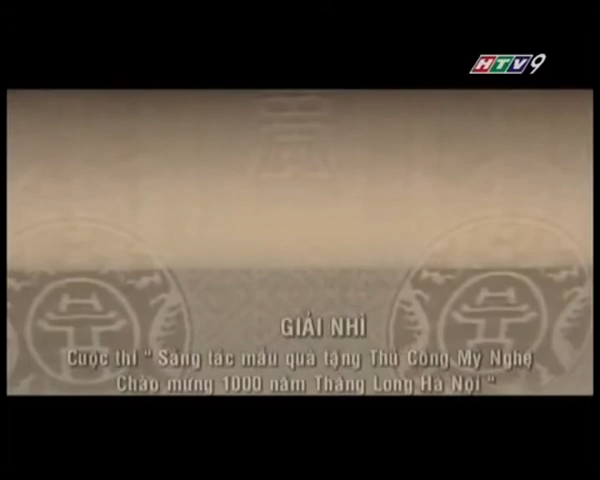 HTV9
GIẢI NHÌ
Cuộc thi " Sáng tác mẫu quà tặng Thủ Công Mỹ Nghệ
Chào mừng 1000 năm Thăng Long Hà Nội "